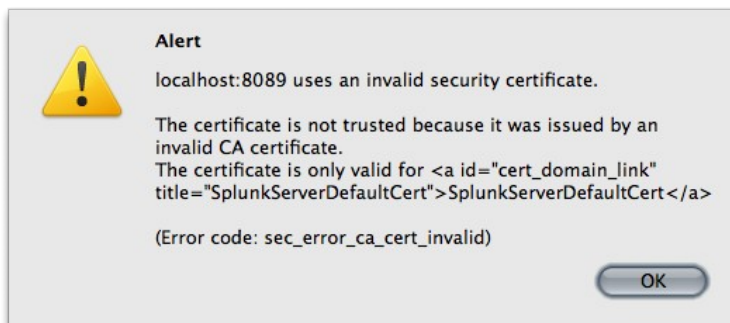 Alert
localhost:8089 uses an invalid security certificate.
The certificate is not trusted because it was issued by an
invalid CA certificate.
The certificate is only valid for <a id="cert_domain_link"
title="SplunkServerDefaultCert">SplunkServerDefaultCert</a>
(Error code: sec_error_ca_cert_invalid)
OK